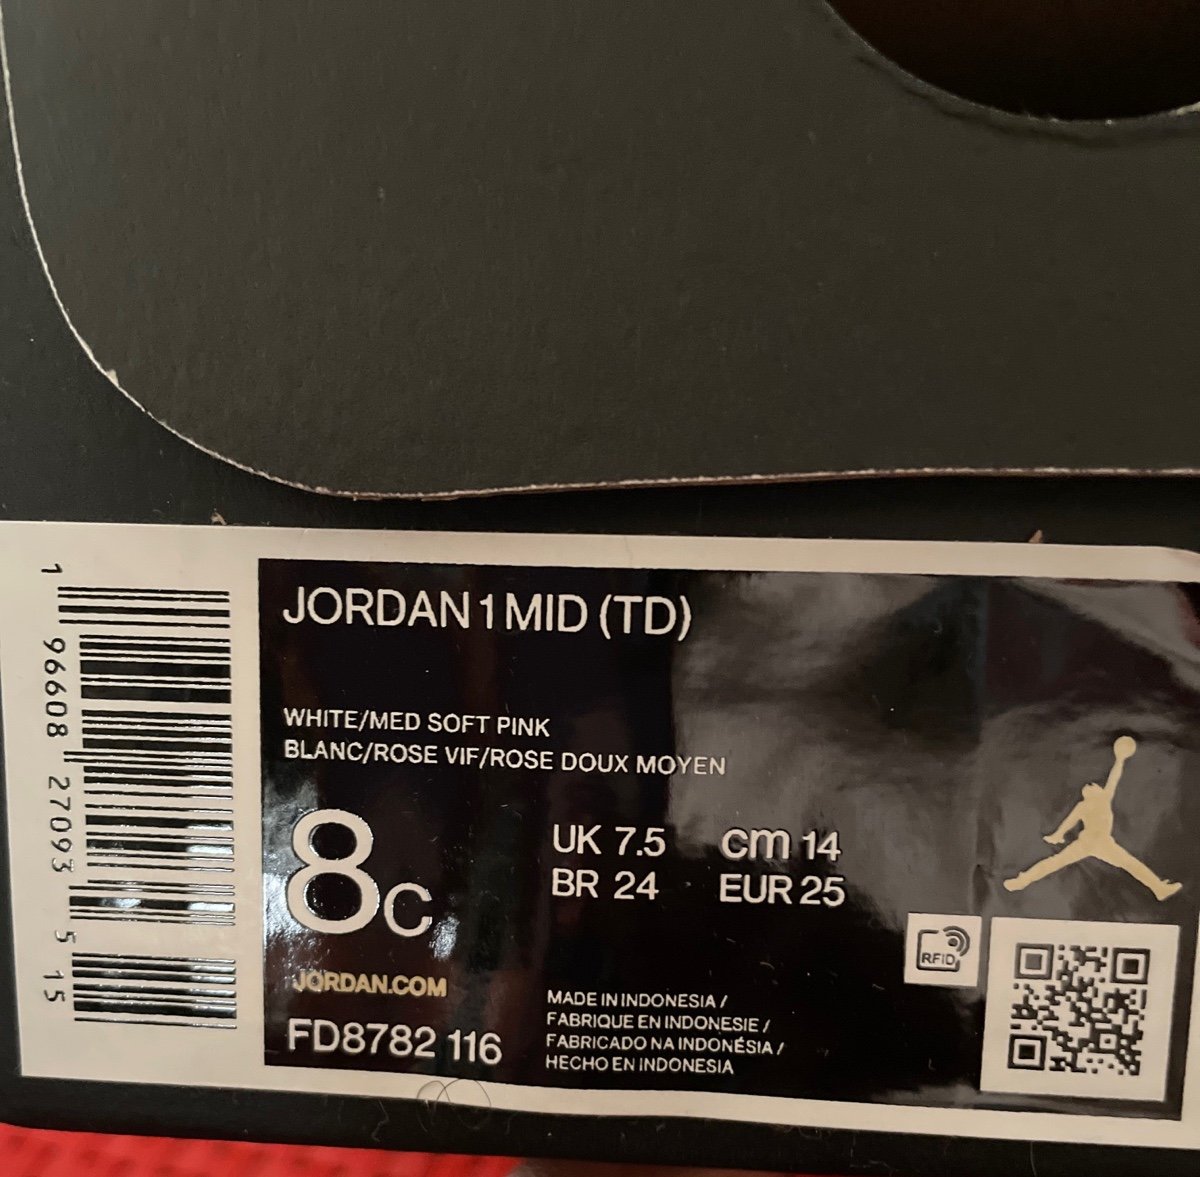 JORDAN 1 MID (TD)
WHITE/MED SOFT PINK
BLANC/ROSE VIF/ROSE DOUX MOYEN
8C
UK 7.5 cm 14
BR 24 EUR 25
JORDAN.COM
FD8782 116
MADE IN INDONESIA /
FABRIQUE EN INDONESIE /
FABRICADO NA INDONÉSIA /
HECHO EN INDONESIA
RFID
1 96608 27093 5 15